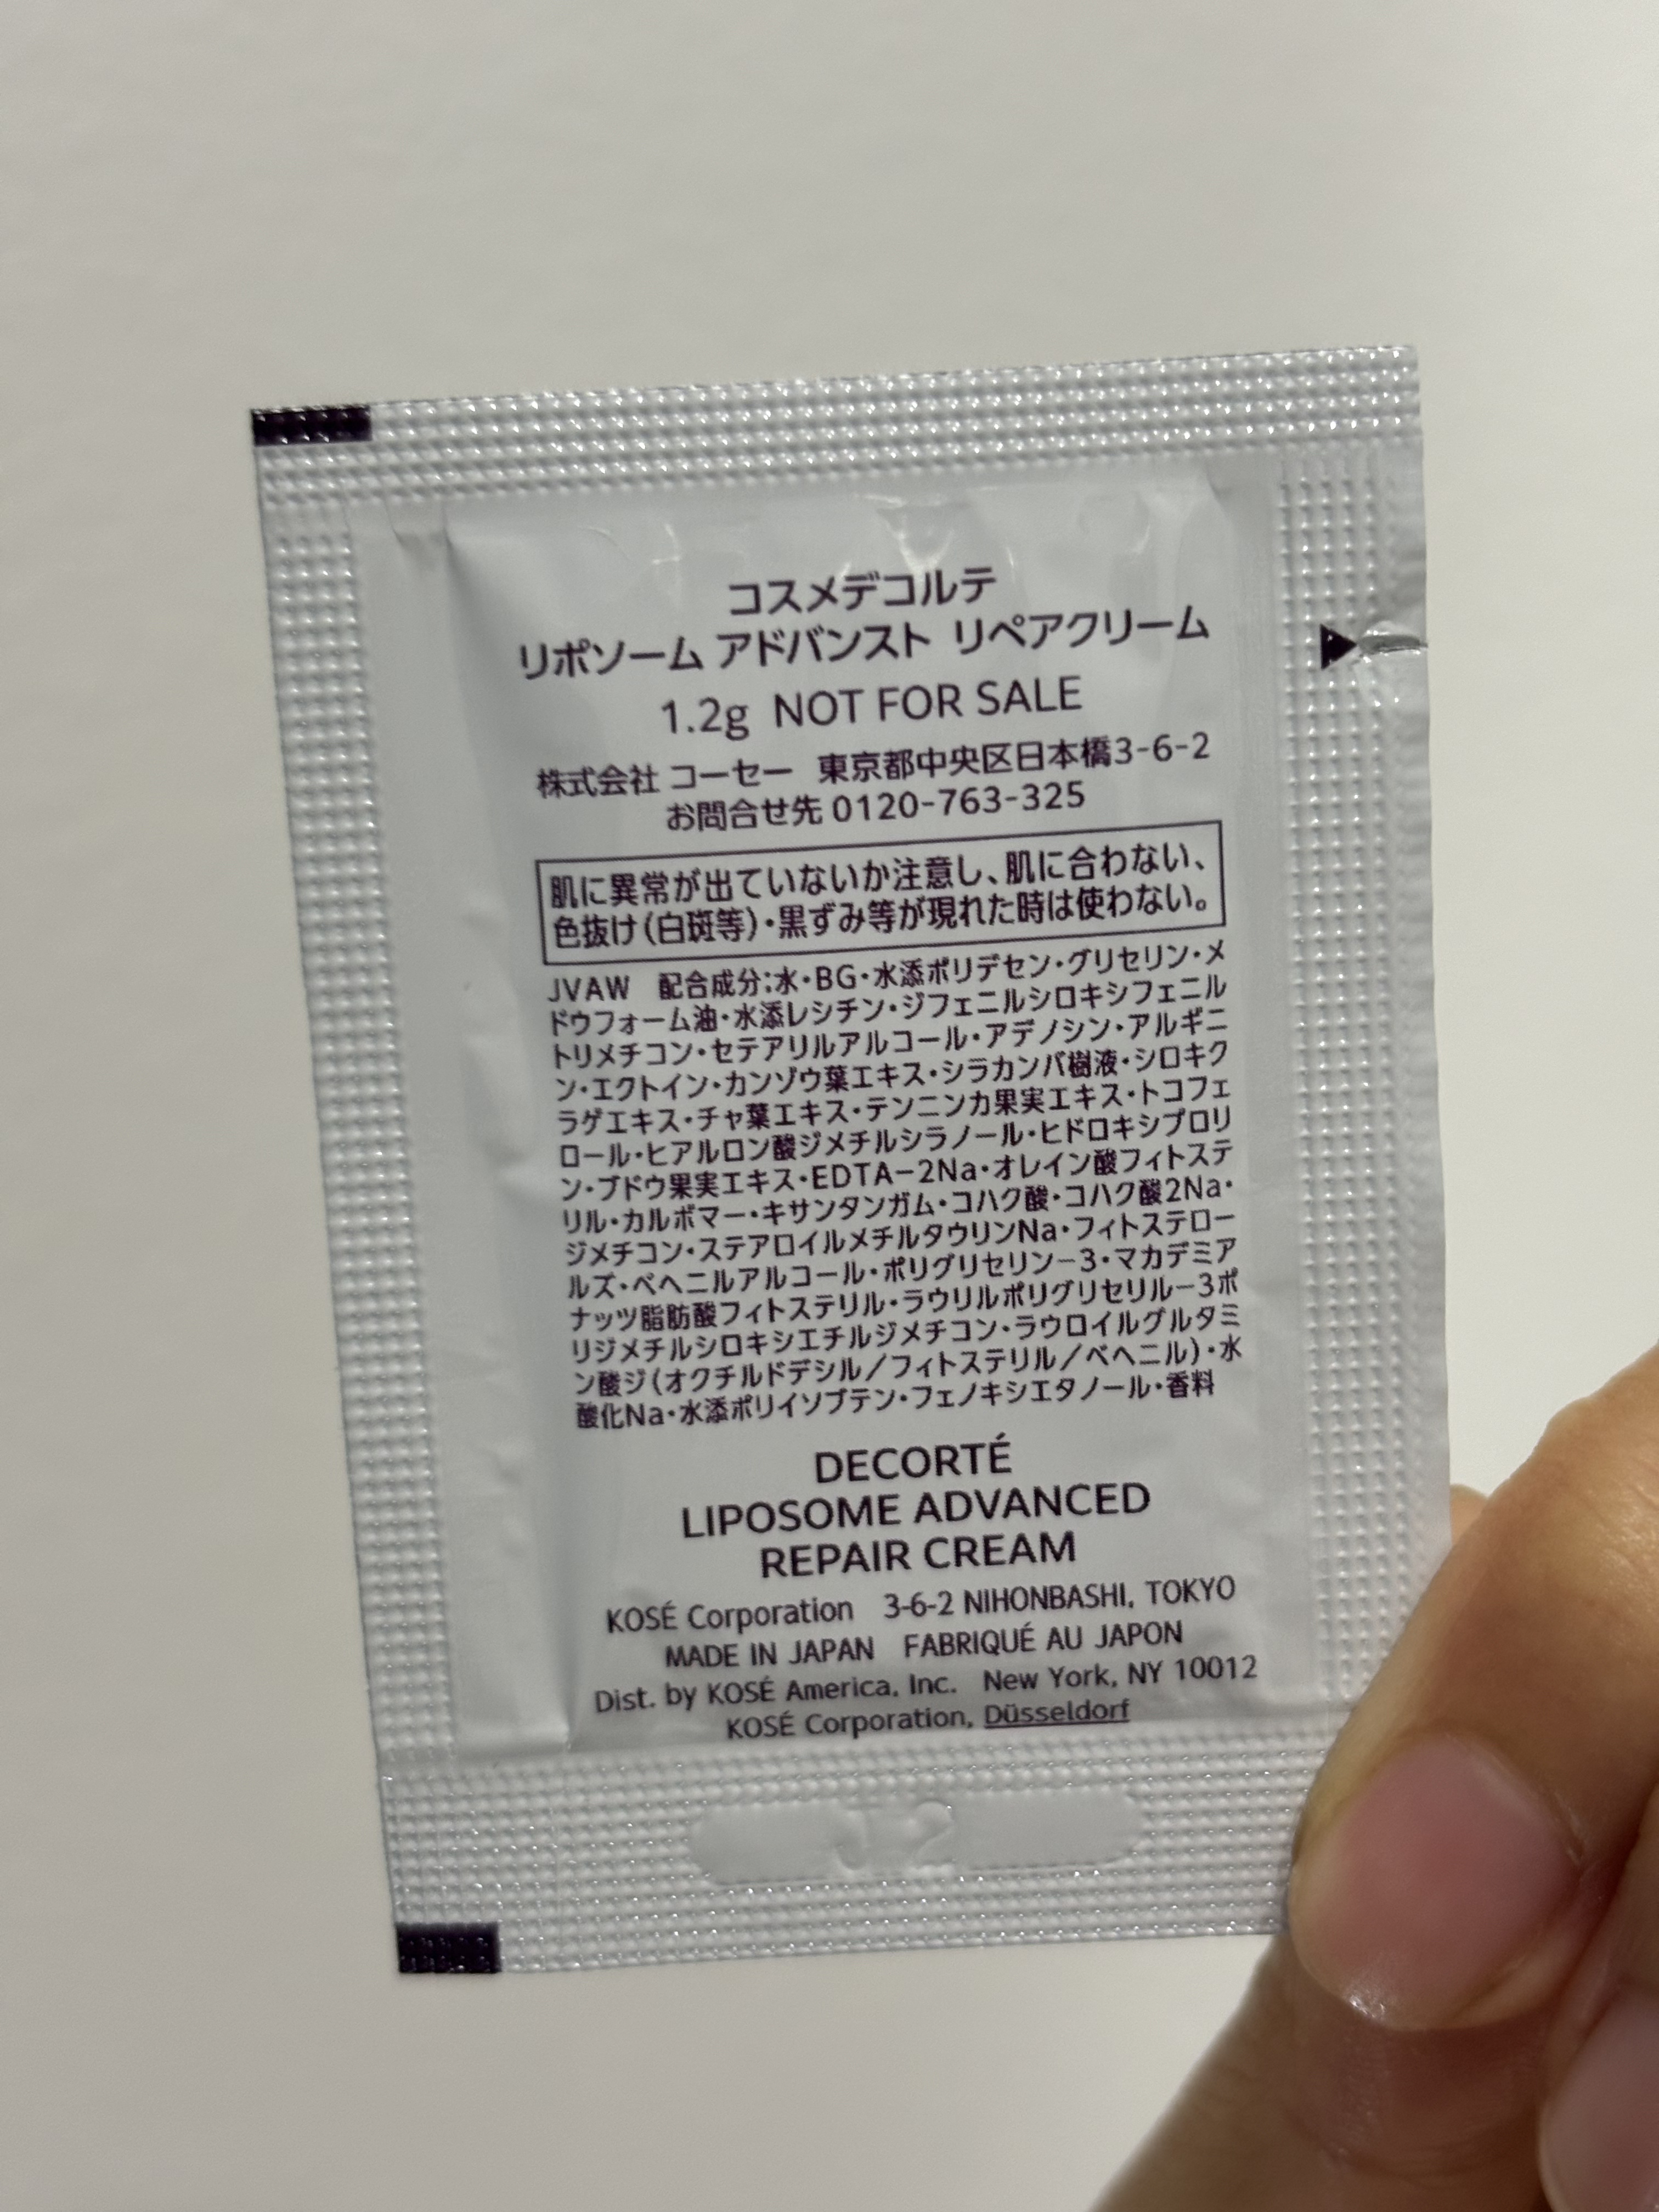 コスメデコルテ
リポソーム アドバンスト リペアクリーム
1.2g NOT FOR SALE
株式会社 コーセー 東京都中央区日本橋3-6-2
お問合せ先 0120-763-325
肌に異常が出ていないか注意し、肌に合わない、
色抜け(白斑等)・黒ずみ等が現れた時は使わない。
JVAW 配合成分:水・BG・水添ポリデセン・グリセリン・メ
ドウフォーム油・水添レシチン・ジフェニルシロキシフェニル
トリメチコン・セテアリルアルコール・アデノシン・アルギニ
ン・エクトイン・カンゾウ葉エキス・シラカンバ樹液・シロキク
ラゲエキス・チャ葉エキス・テンニンカ果実エキス・トコフェ
ロール・ヒアルロン酸ジメチルシラノール・ヒドロキシプロリ
ン・ブドウ果実エキス・EDTA-2Na・オレイン酸フィトステ
リル・カルボマー・キサンタンガム・コハク酸・コハク酸2Na・
ジメチコン・ステアロイルメチルタウリンNa・フィトステロー
ルズ・ベヘニルアルコール・ポリグリセリン-3・マカデミア
ナッツ脂肪酸フィトステリル・ラウリルポリグリセリル-3ポ
リジメチルシロキシエチルジメチコン・ラウロイルグルタミ
ン酸ジ(オクチルドデシル/フィトステリル/ベヘニル)・水
酸化Na・水添ポリイソブテン・フェノキシエタノール・香料
DECORTÉ
LIPOSOME ADVANCED
REPAIR CREAM
KOSÉ Corporation 3-6-2 NIHONBASHI, TOKYO
MADE IN JAPAN FABRIQUÉ AU JAPON
Dist. by KOSÉ America, Inc. New York, NY 10012
KOSÉ Corporation, Düsseldorf